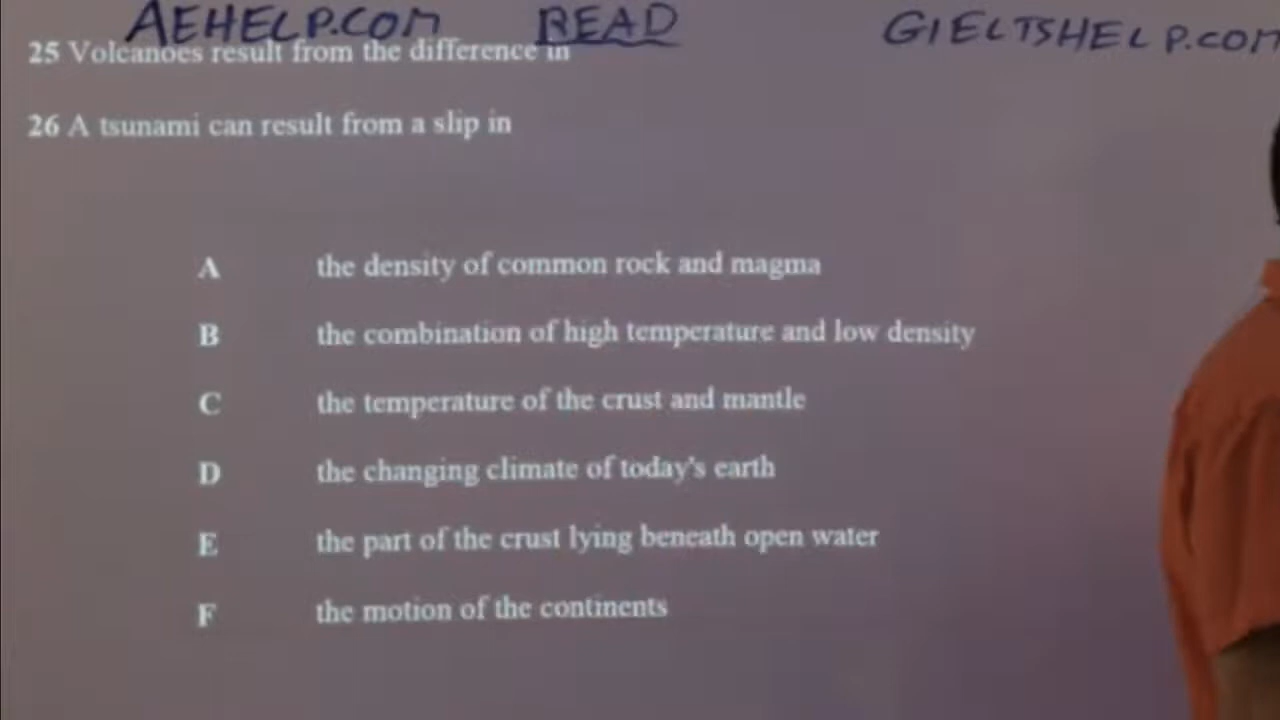 AEHELP.COM READ GIELTSHELP.COM
25 Volcanoes result from the difference in
26 A tsunami can result from a slip in
A the density of common rock and magma
B the combination of high temperature and low density
C the temperature of the crust and mantle
D the changing climate of today's earth
E the part of the crust lying beneath open water
F the motion of the continents